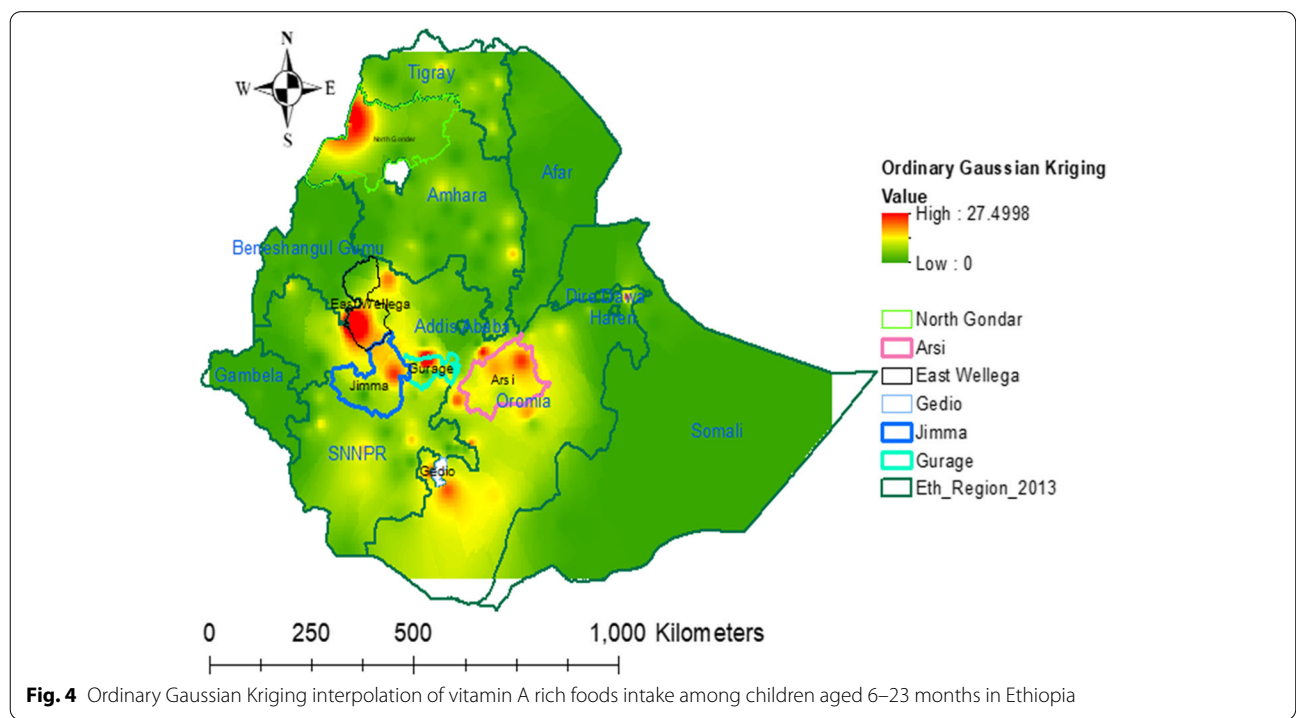 N
W E
S
Tigray
North Gonder
Afar
Amhara
Beneshangul Gumu
East Wellega
Dire Dawa
Addis Ababa
Hareri
Gambela
Gurage
Jimma
Arsi
Oromia
Somali
SNNPR
Gedio
Ordinary Gaussian Kriging
Value
High : 27.4998
Low : 0
North Gondar
Arsi
East Wellega
Gedio
Jimma
Gurage
Eth_Region_2013
0 250 500 1,000 Kilometers
Fig. 4 Ordinary Gaussian Kriging interpolation of vitamin A rich foods intake among children aged 6–23 months in Ethiopia